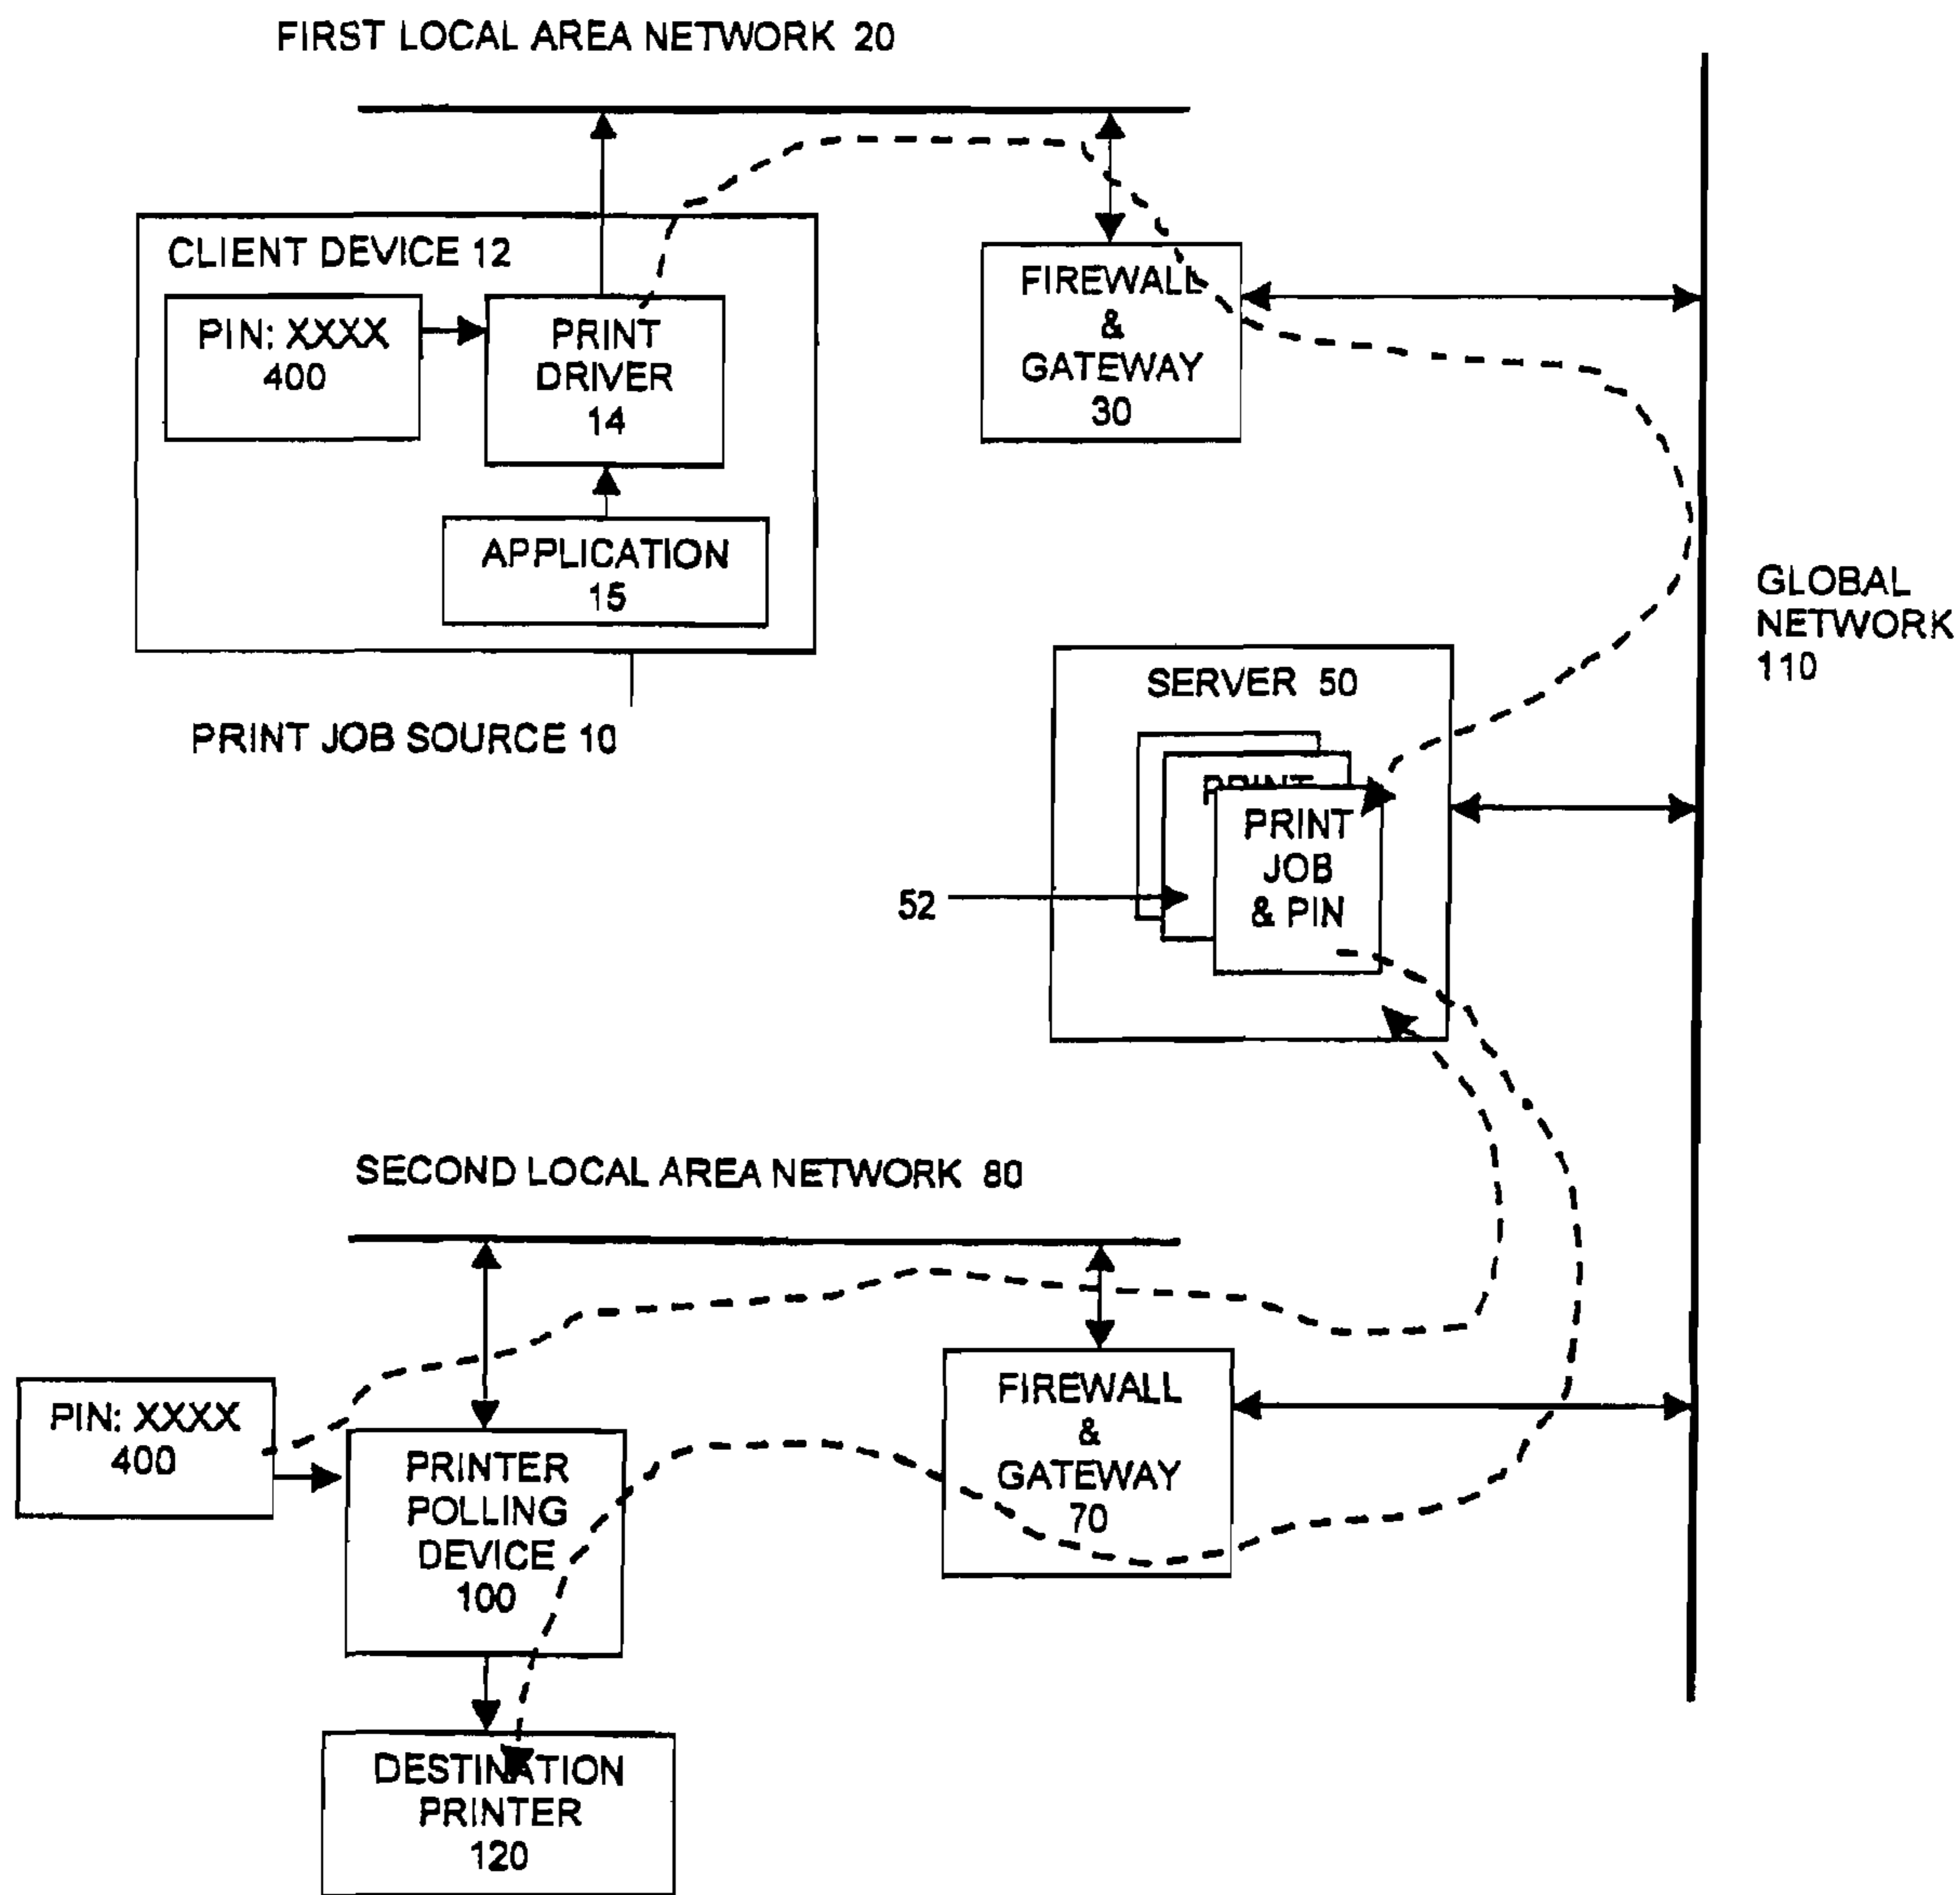 FIRST LOCAL AREA NETWORK 20
CLIENT DEVICE 12
PIN: XXXX
400
PRINT
DRIVER
14
APPLICATION
15
PRINT JOB SOURCE 10
FIREWALL
&
GATEWAY
30
GLOBAL
NETWORK
110
SERVER 50
PRINT
PRINT
JOB
& PIN
52
SECOND LOCAL AREA NETWORK 80
PIN: XXXX
400
PRINTER
POLLING
DEVICE
100
FIREWALL
&
GATEWAY
70
DESTINATION
PRINTER
120